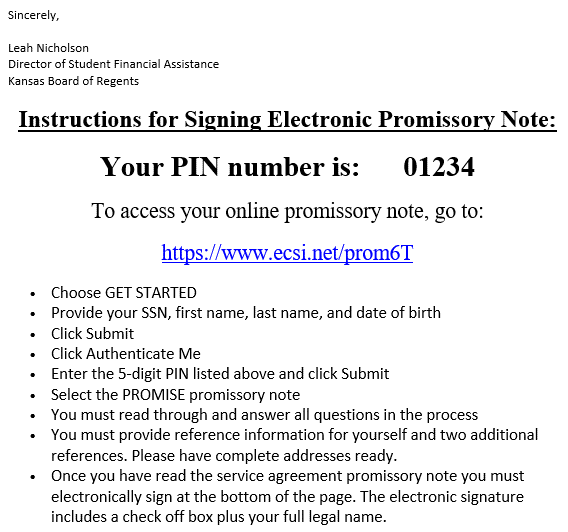 Sincerely,
Leah Nicholson
Director of Student Financial Assistance
Kansas Board of Regents
Instructions for Signing Electronic Promissory Note:
Your PIN number is: 01234
To access your online promissory note, go to:
https://www.ecsi.net/prom6T
• Choose GET STARTED
• Provide your SSN, first name, last name, and date of birth
• Click Submit
• Click Authenticate Me
• Enter the 5-digit PIN listed above and click Submit
• Select the PROMISE promissory note
• You must read through and answer all questions in the process
• You must provide reference information for yourself and two additional
references. Please have complete addresses ready.
• Once you have read the service agreement promissory note you must
electronically sign at the bottom of the page. The electronic signature
includes a check off box plus your full legal name.